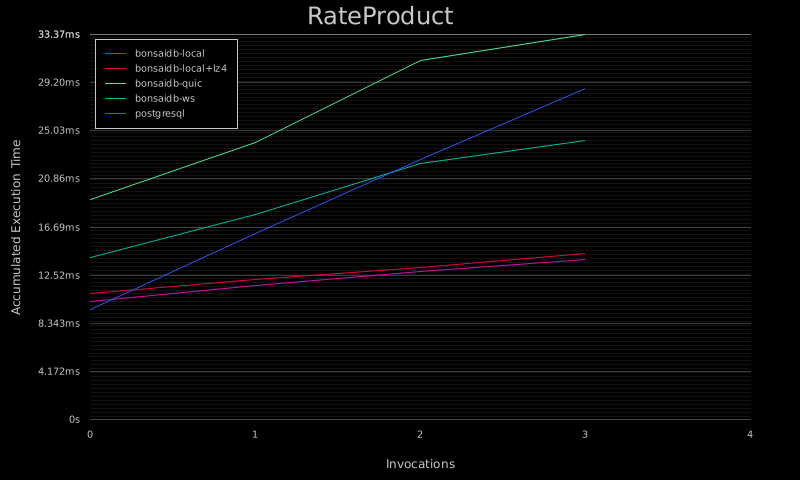 RateProduct
33.37ms
bonsaidb-local
bonsaidb-local+lz4
bonsaidb-quic
bonsaidb-ws
postgresql
29.20ms
25.03ms
20.86ms
16.69ms
12.52ms
8.343ms
4.172ms
0s
Accumulated Execution Time
0 1 2 3 4
Invocations